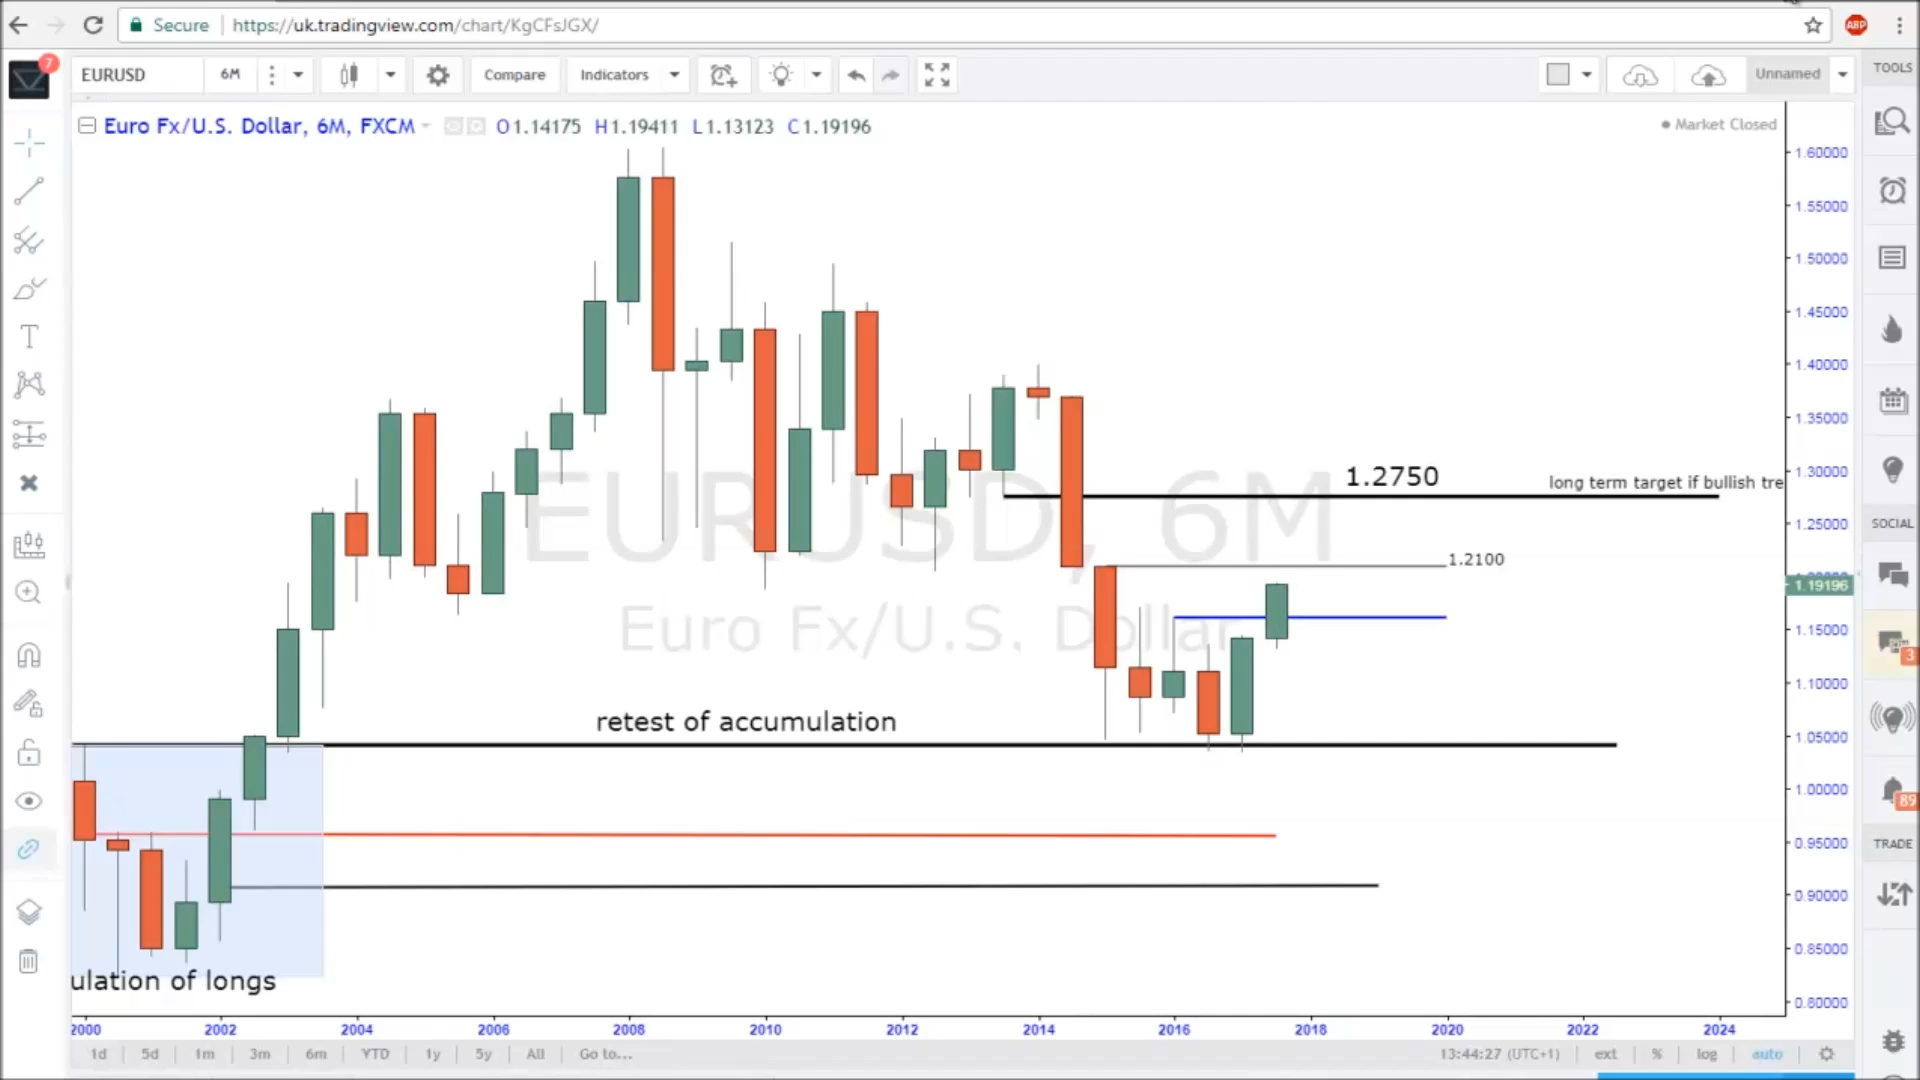 Secure https://uk.tradingview.com/chart/KgCFsJGX/
ABP
7
EURUSD 6M Compare Indicators Unnamed
TOOLS
Euro Fx/U.S. Dollar, 6M, FXCM O1.14175 H1.19411 L1.13123 C1.19196
Market Closed
1.60000
1.55000
1.50000
1.45000
1.40000
1.35000
1.30000
1.25000
1.19196
1.15000
1.10000
1.05000
1.00000
0.95000
0.90000
0.85000
0.80000
EURUSD, 6M
Euro Fx/U.S. Dollar
1.2750
long term target if bullish tre
1.2100
retest of accumulation
ulation of longs
SOCIAL
3
89
TRADE
2000 2002 2004 2006 2008 2010 2012 2014 2016 2018 2020 2022 2024
1d 5d 1m 3m 6m YTD 1y 5y All Go to...
13:44:27 (UTC+1) ext % log auto